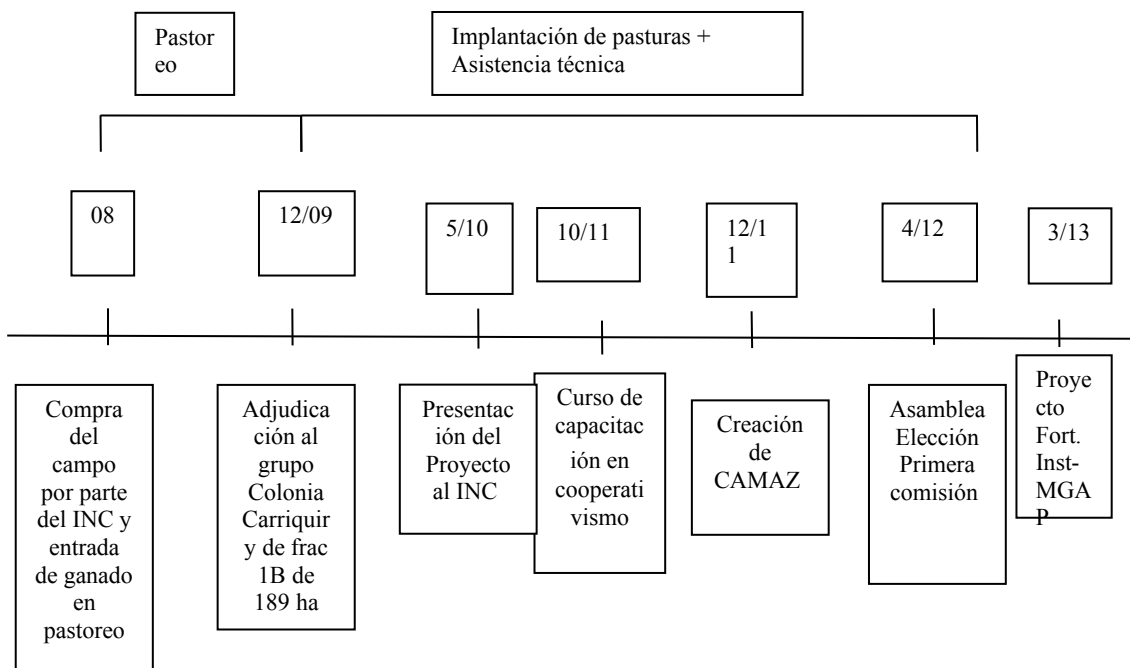 Pastor
eo
Implantación de pasturas +
Asistencia técnica
08
12/09
5/10
10/11
12/1
1
4/12
3/13
Compra
del
campo
por parte
del INC y
entrada
de ganado
en
pastoreo
Adjudica
ción al
grupo
Colonia
Carriquir
y de frac
1B de
189 ha
Presentac
ión del
Proyecto
al INC
Curso de
capacitac
ión en
cooperati
vismo
Creación
de
CAMAZ
Asamblea
Elección
Primera
comisión
Proye
cto
Fort.
Inst-
MGA
P